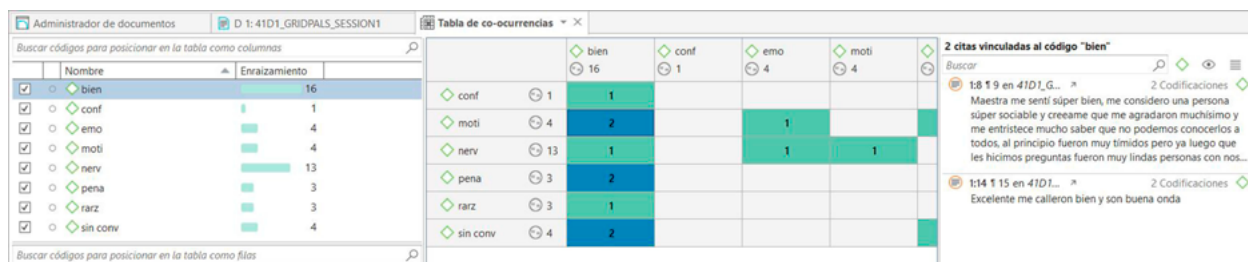 Administrador de documentos
D 1: 41D1_GRIDPALS_SESSION1
Tabla de co-ocurrencias
Buscar códigos para posicionar en la tabla como columnas
Nombre Enraizamiento
bien 16
conf 1
emo 4
moti 4
nerv 13
pena 3
rarz 3
sin conv 4
Buscar códigos para posicionar en la tabla como filas
bien conf emo moti
16 1 4 4
conf 1 1
moti 4 2 1
nerv 13 1 1 1
pena 3 2
rarz 3 1
sin conv 4 2
2 citas vinculadas al código "bien"
Buscar
1:8 ¶ 9 en 41D1_G... 2 Codificaciones
Maestra me sentí súper bien, me considero una persona
súper sociable y creeame que me agradaron muchísimo y
me entristece mucho saber que no podemos conocerlos a
todos, al principio fueron muy tímidos pero ya luego que
les hicimos preguntas fueron muy lindas personas con nos...
1:14 ¶ 15 en 41D1... 2 Codificaciones
Excelente me calleron bien y son buena onda